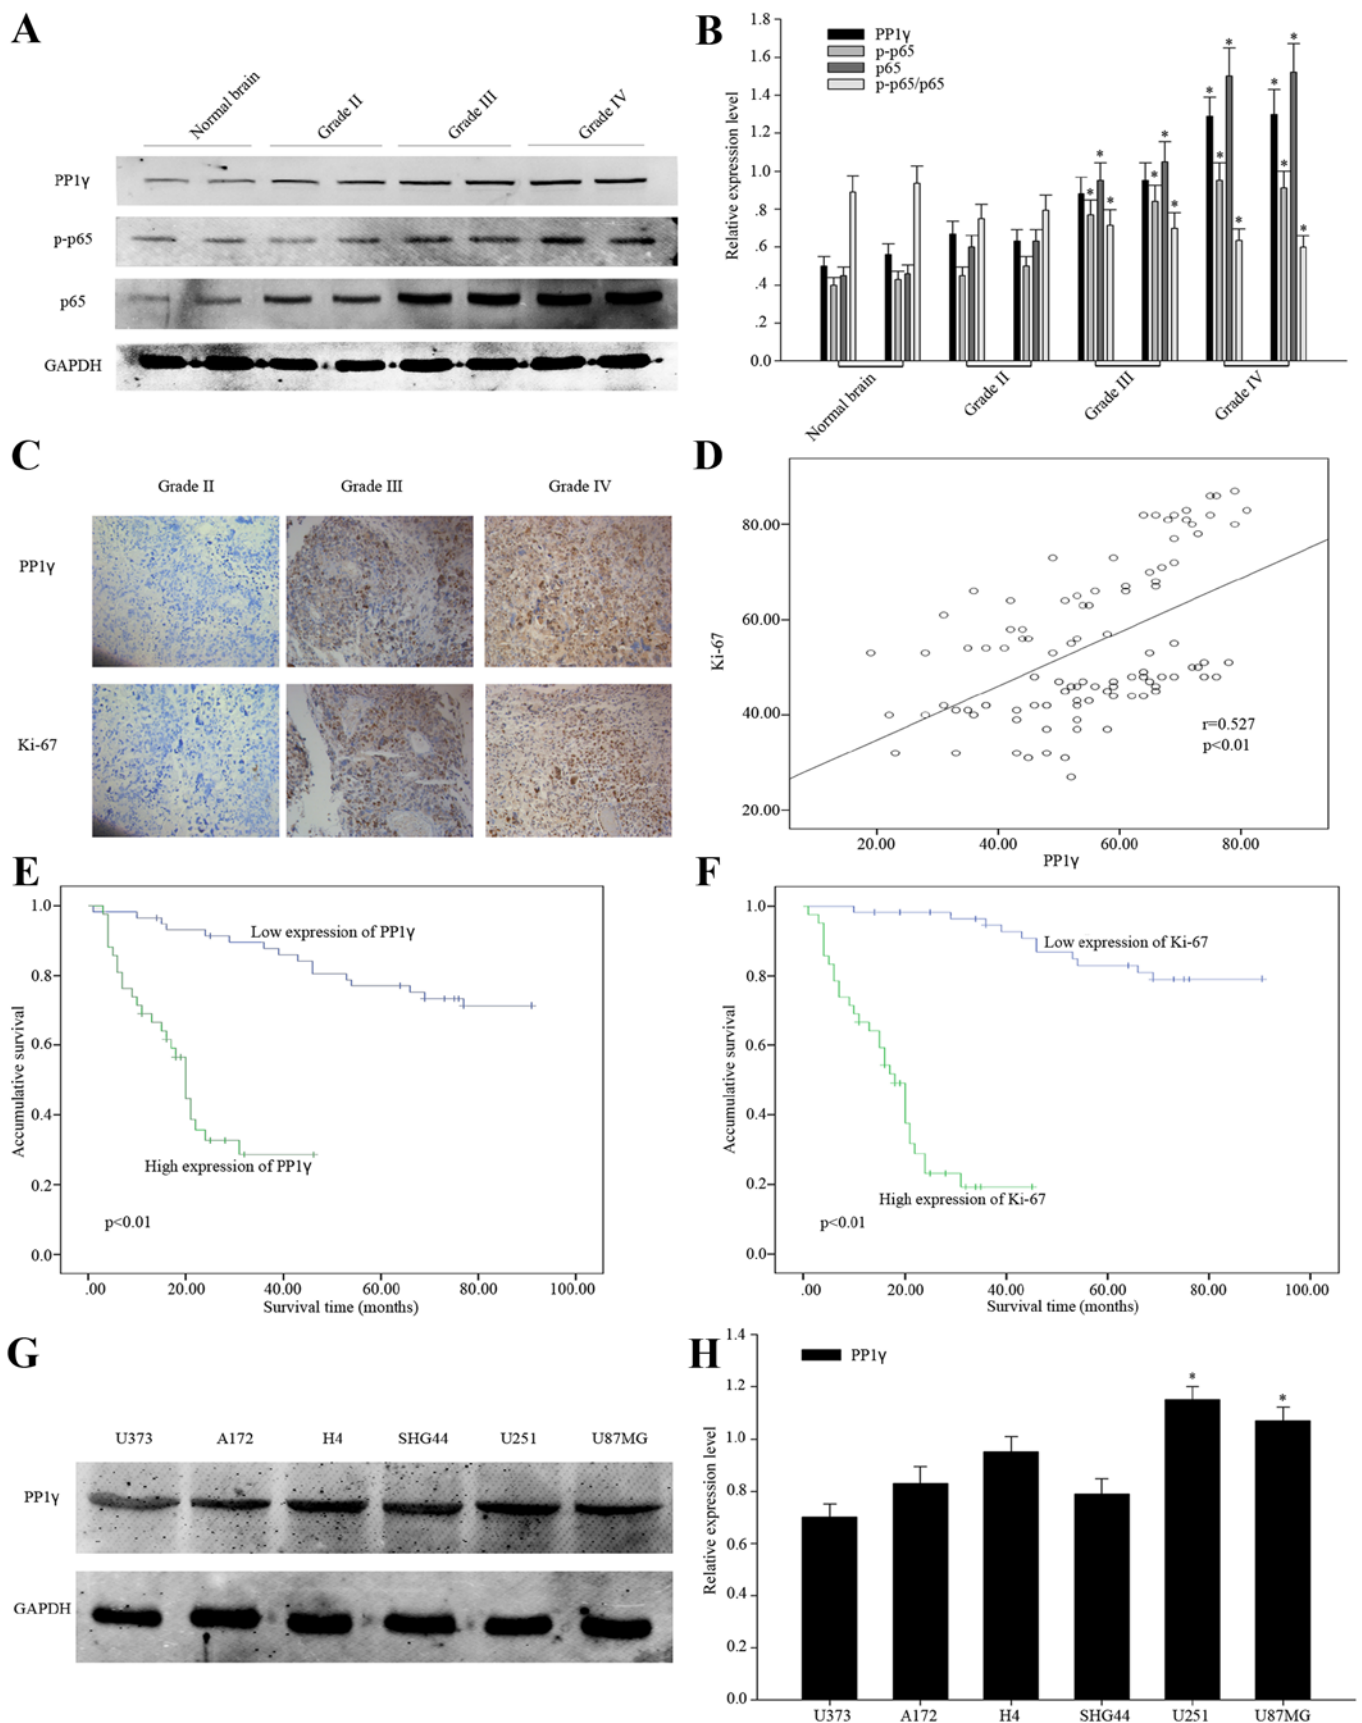 A
Normal brain
Grade II
Grade III
Grade IV
PP1γ
p-p65
p65
GAPDH
B
1.8
1.6
1.4
1.2
1.0
.8
.6
.4
.2
0.0
Relative expression level
PP1γ
p-p65
p65
p-p65/p65
* * * * * * * * * * * * * *
Normal brain
Grade II
Grade III
Grade IV
C
Grade II
Grade III
Grade IV
PP1γ
Ki-67
D
80.00
60.00
40.00
20.00
Ki-67
r=0.527
p<0.01
20.00 40.00 60.00 80.00
PP1γ
E
1.0
0.8
0.6
0.4
0.2
0.0
Accumulative survival
Low expression of PP1γ
High expression of PP1γ
p<0.01
.00 20.00 40.00 60.00 80.00 100.00
Survival time (months)
F
1.0
0.8
0.6
0.4
0.2
0.0
Accumulative survival
Low expression of Ki-67
High expression of Ki-67
p<0.01
.00 20.00 40.00 60.00 80.00 100.00
Survival time (months)
G
U373 A172 H4 SHG44 U251 U87MG
PP1γ
GAPDH
H
1.4
1.2
1.0
0.8
0.6
0.4
0.2
0.0
Relative expression level
PP1γ
* *
U373 A172 H4 SHG44 U251 U87MG